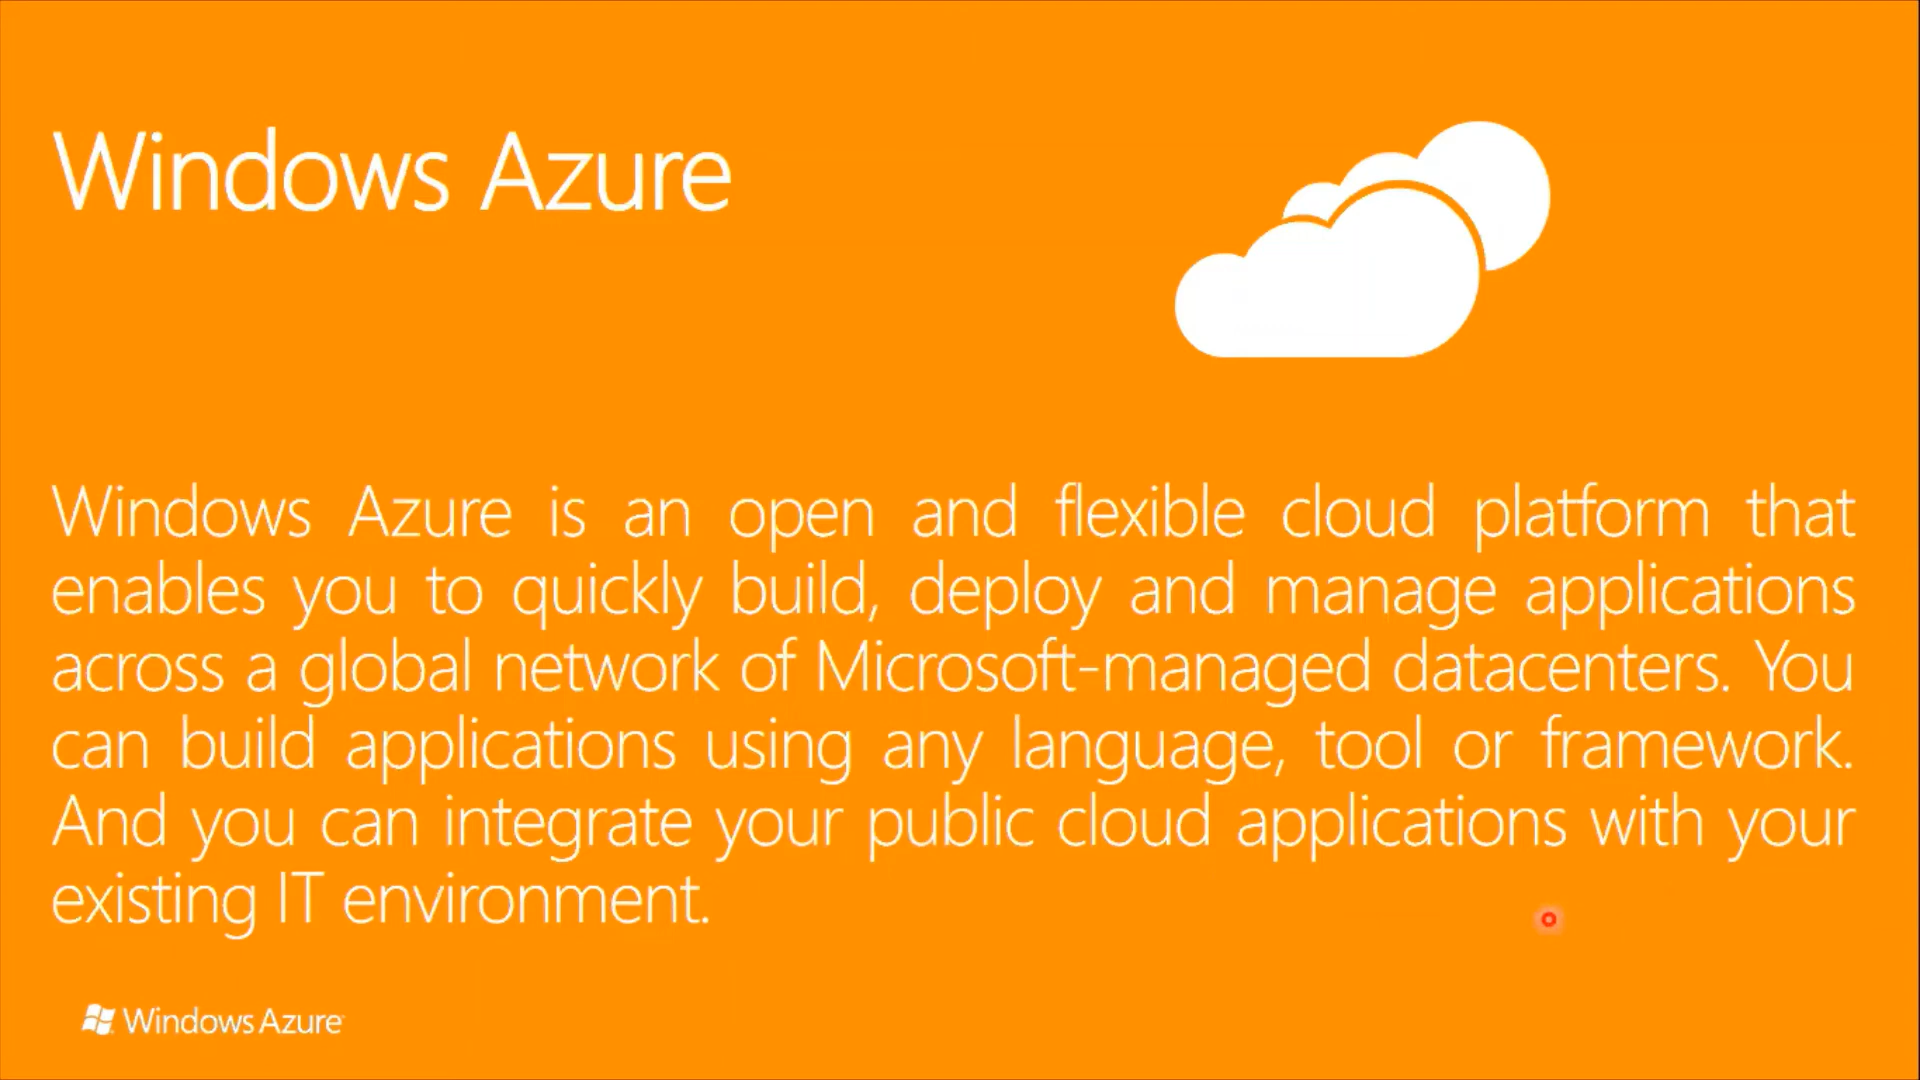 Windows Azure
Windows Azure is an open and flexible cloud platform that
enables you to quickly build, deploy and manage applications
across a global network of Microsoft-managed datacenters. You
can build applications using any language, tool or framework.
And you can integrate your public cloud applications with your
existing IT environment.
Windows Azure